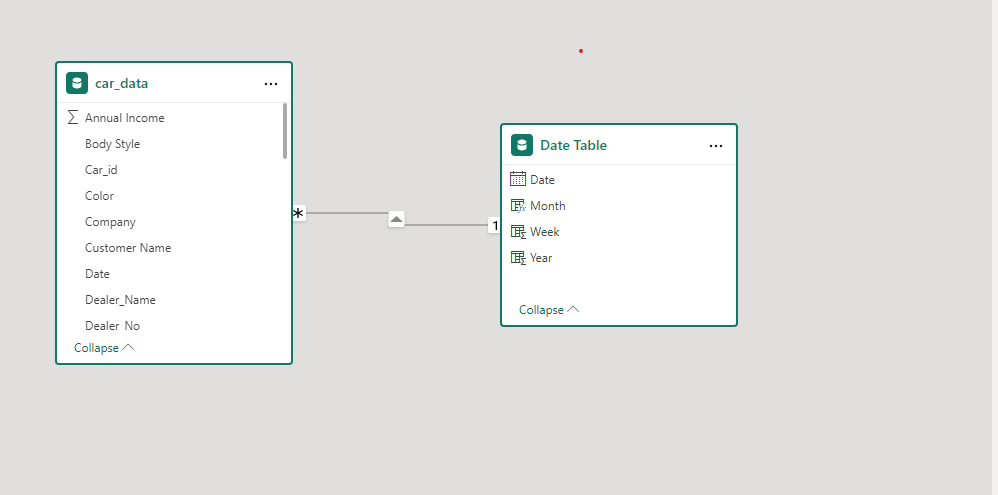 car_data
...
Annual Income
Body Style
Car_id
Color
Company
Customer Name
Date
Dealer_Name
Dealer_No
Collapse
*
1
Date Table
...
Date
Month
Week
Year
Collapse